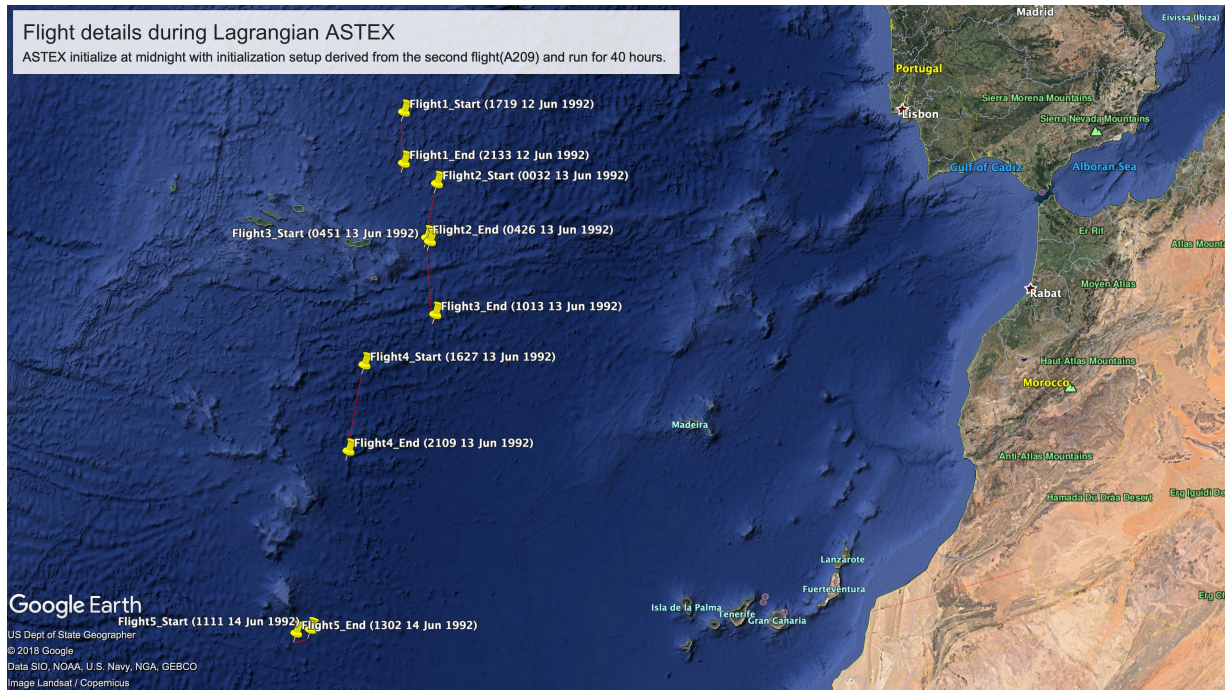 Flight details during Lagrangian ASTEX
ASTEX initialize at midnight with initialization setup derived from the second flight(A209) and run for 40 hours.
Madrid
Eivissa (Ibiza)
Portugal
Lisbon
Sierra Morena Mountains
Sierra Nevada Mountains
Flight1_Start (1719 12 Jun 1992)
Flight1_End (2133 12 Jun 1992)
Flight2_Start (0032 13 Jun 1992)
Gulf of Cádiz
Alboran Sea
Flight3_Start (0451 13 Jun 1992)
Flight2_End (0426 13 Jun 1992)
Er Rif
Atlas Mount
Moyen Atlas
Rabat
Flight3_End (1013 13 Jun 1992)
Flight4_Start (1627 13 Jun 1992)
Haut Atlas Mountains
Morocco
Madeira
Flight4_End (2109 13 Jun 1992)
Anti-Atlas Mountains
Hamada Du Drâa Desert
Erg Iguidi De
Lanzarote
Fuerteventura
Isla de la Palma
Tenerife
Gran Canaria
Erg Ch
Google Earth
Flight5_Start (1111 14 Jun 1992)
Flight5_End (1302 14 Jun 1992)
US Dept of State Geographer
© 2018 Google
Data SIO, NOAA, U.S. Navy, NGA, GEBCO
Image Landsat / Copernicus